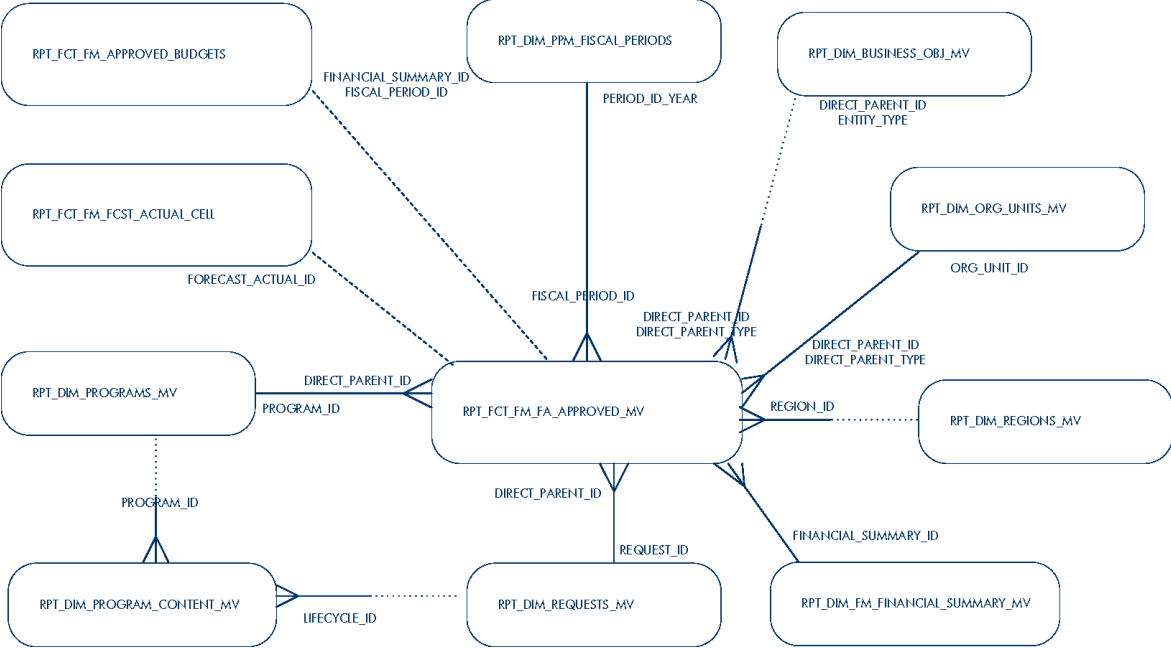 RPT_FCT_FM_APPROVED_BUDGETS
RPT_DIM_PPM_FISCAL_PERIODS
RPT_DIM_BUSINESS_OBJ_MV
FINANCIAL_SUMMARY_ID
FISCAL_PERIOD_ID
PERIOD_ID_YEAR
DIRECT_PARENT_ID
ENTITY_TYPE
RPT_FCT_FM_FCST_ACTUAL_CELL
RPT_DIM_ORG_UNITS_MV
FORECAST_ACTUAL_ID
ORG_UNIT_ID
FISCAL_PERIOD_ID
DIRECT_PARENT_ID
DIRECT_PARENT_TYPE
DIRECT_PARENT_ID
DIRECT_PARENT_TYPE
RPT_DIM_PROGRAMS_MV
DIRECT_PARENT_ID
PROGRAM_ID
RPT_FCT_FM_FA_APPROVED_MV
REGION_ID
RPT_DIM_REGIONS_MV
PROGRAM_ID
DIRECT_PARENT_ID
REQUEST_ID
FINANCIAL_SUMMARY_ID
RPT_DIM_PROGRAM_CONTENT_MV
LIFECYCLE_ID
RPT_DIM_REQUESTS_MV
RPT_DIM_FM_FINANCIAL_SUMMARY_MV